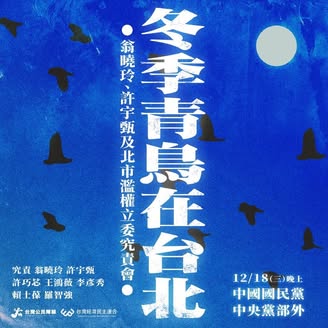 冬季青鳥在台北
●翁曉玲、許宇甄及北市濫權立委究責會●
究責 翁曉玲 許宇甄
許巧芯 王鴻薇 李彥秀
賴士葆 羅智強
12/18(三)晚上
中國國民黨
中央黨部外
台灣公民陣線
台灣經濟民主連合